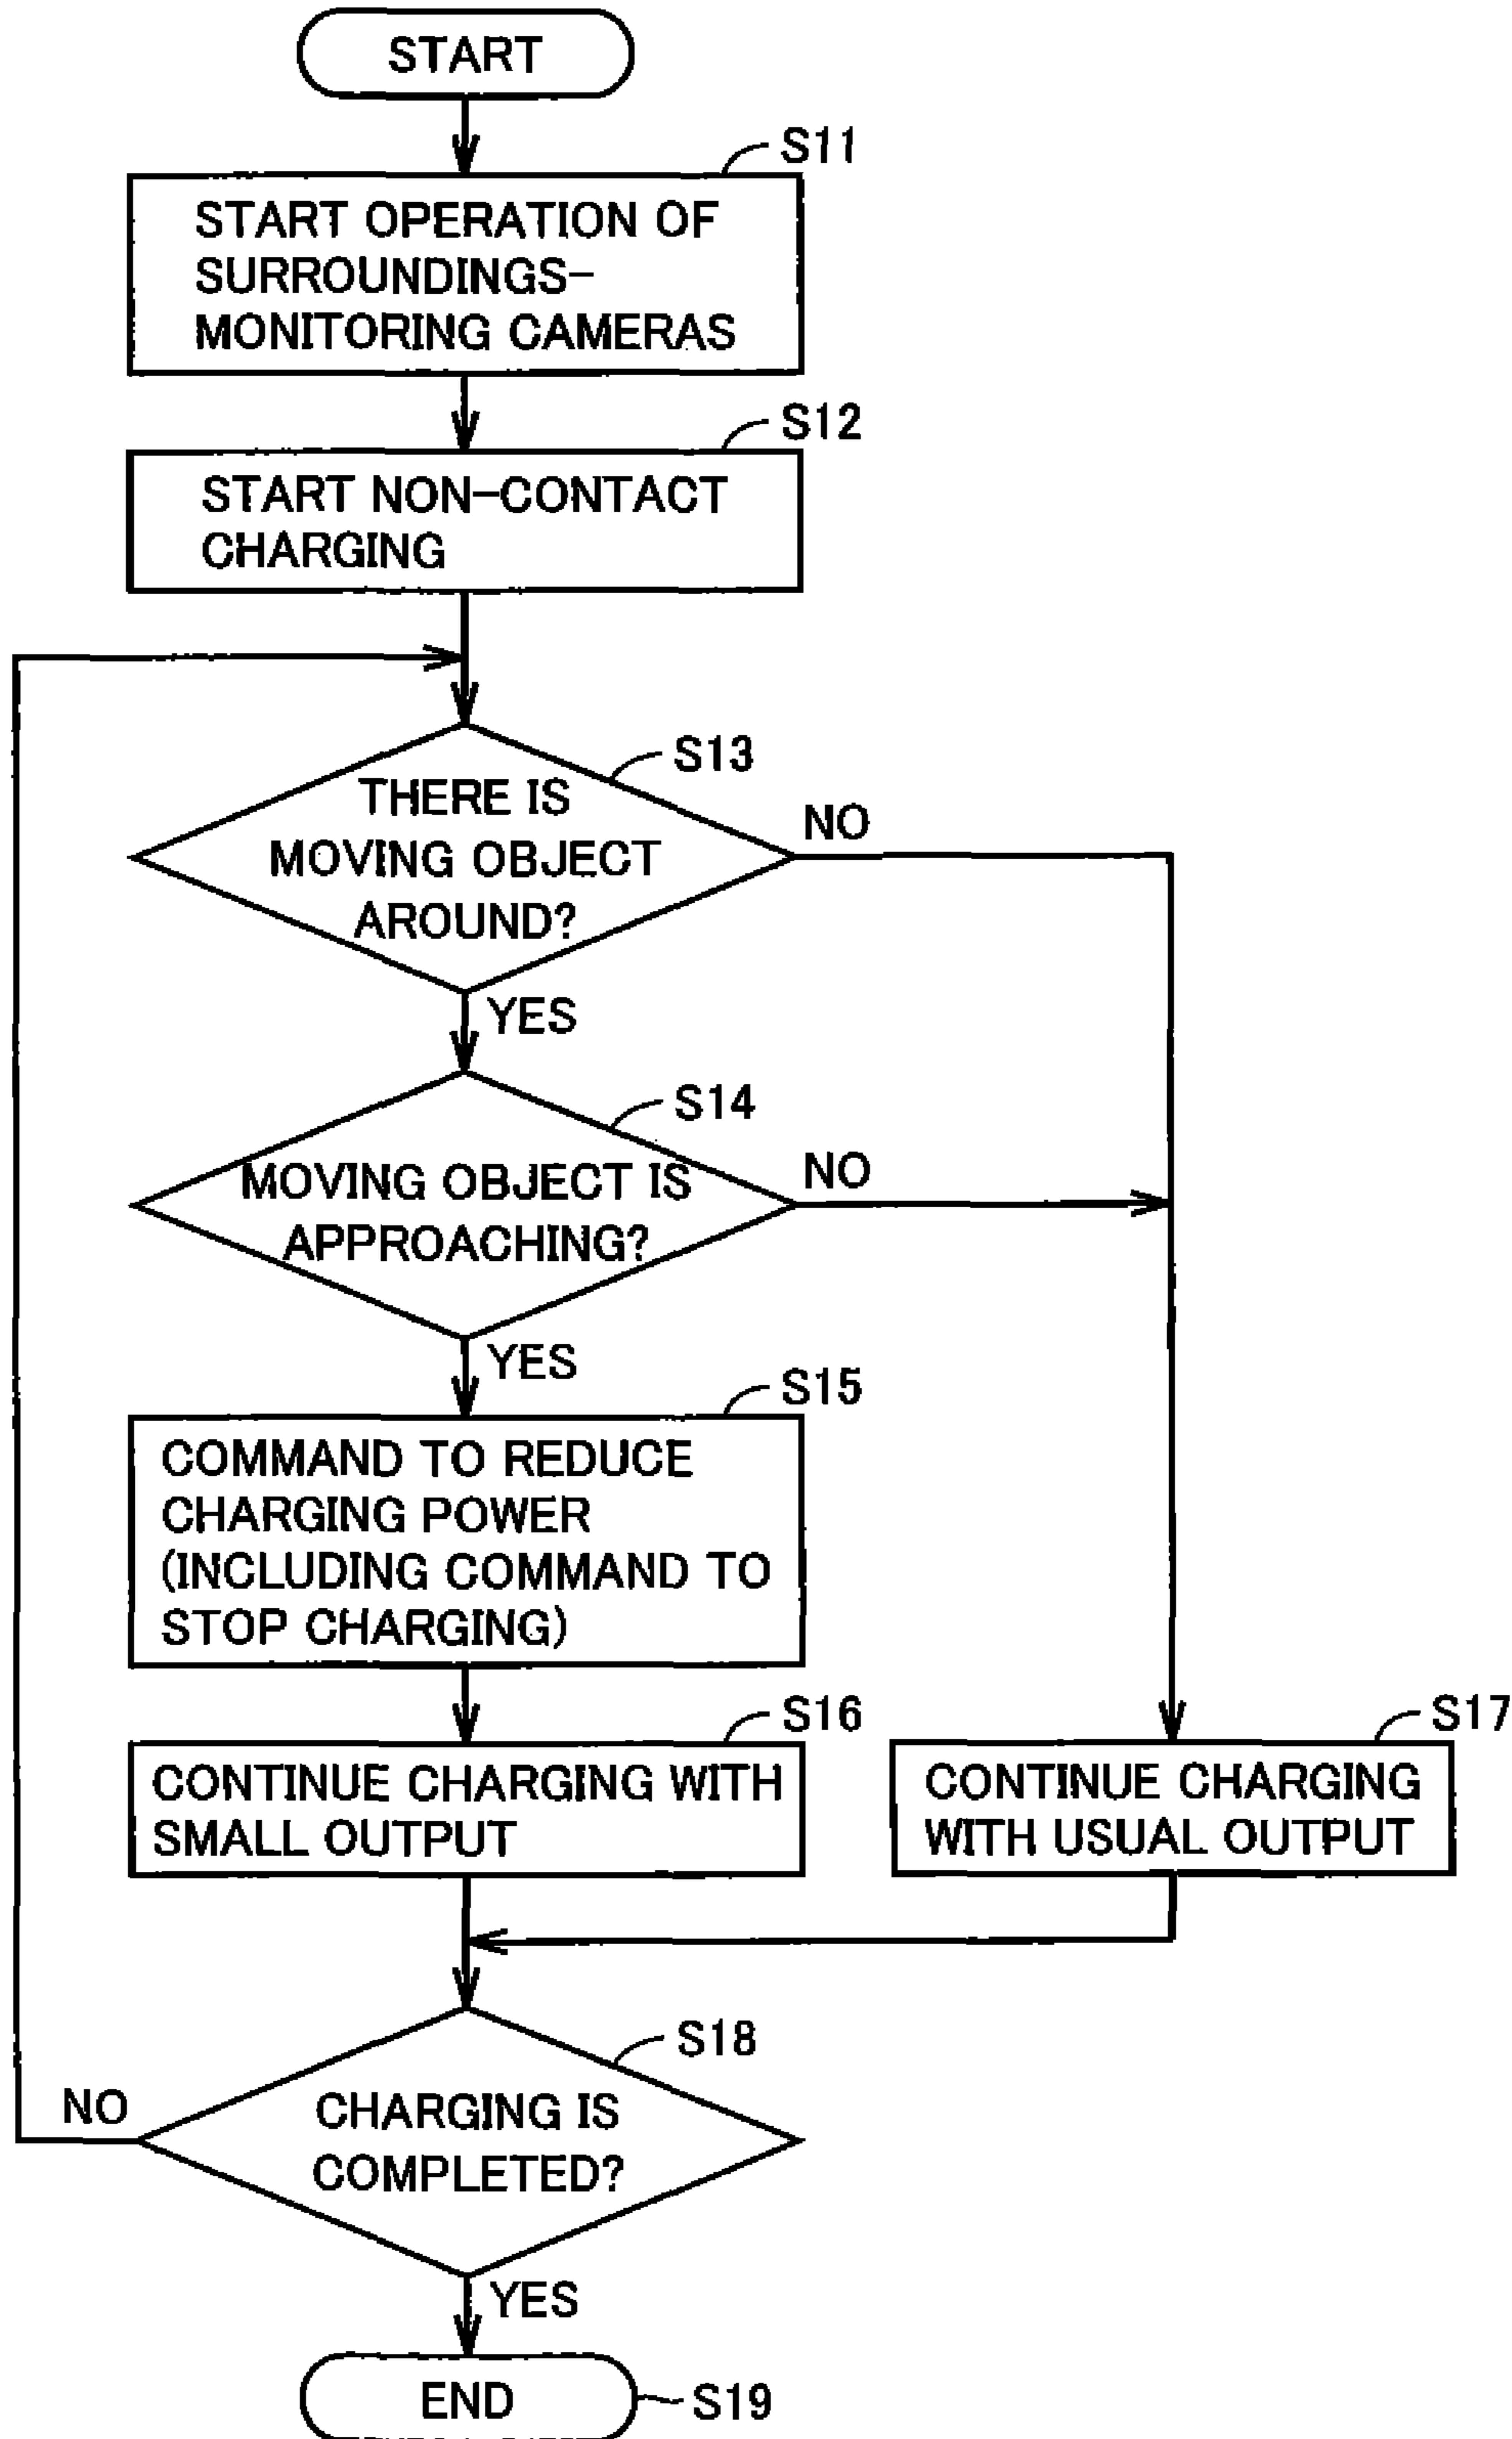 START
S11
START OPERATION OF
SURROUNDINGS-
MONITORING CAMERAS
S12
START NON-CONTACT
CHARGING
S13
THERE IS
MOVING OBJECT
AROUND?
NO
YES
S14
MOVING OBJECT IS
APPROACHING?
NO
YES
S15
COMMAND TO REDUCE
CHARGING POWER
(INCLUDING COMMAND TO
STOP CHARGING)
S16
CONTINUE CHARGING WITH
SMALL OUTPUT
S17
CONTINUE CHARGING
WITH USUAL OUTPUT
S18
CHARGING IS
COMPLETED?
NO
YES
END
S19